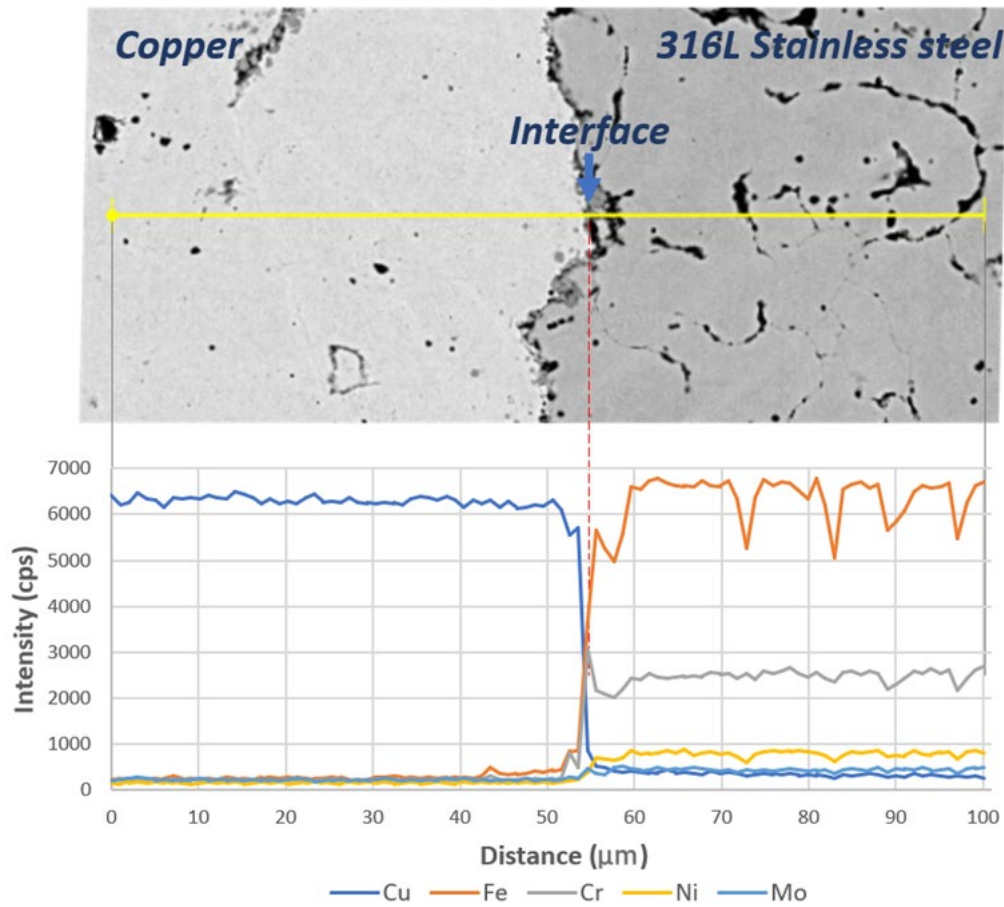 Copper
316L Stainless steel
Interface
7000
6000
5000
4000
3000
2000
1000
0
Intensity (cps)
0 10 20 30 40 50 60 70 80 90 100
Distance (μm)
Cu Fe Cr Ni Mo